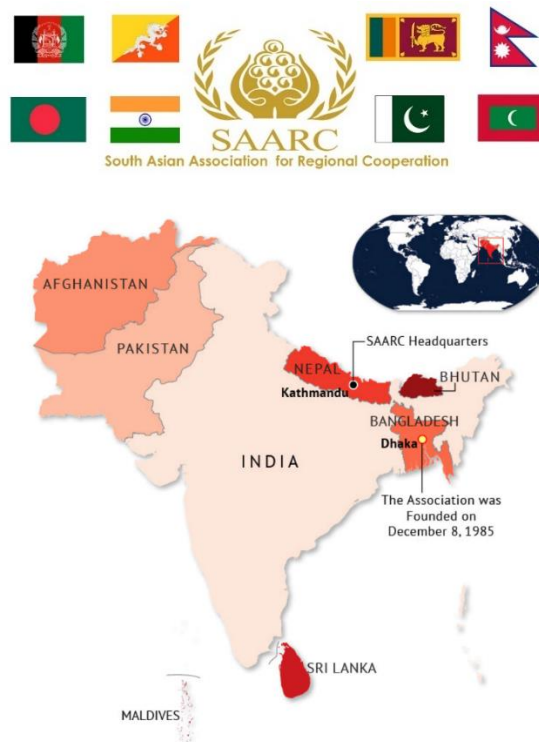 SAARC
South Asian Association for Regional Cooperation
AFGHANISTAN
PAKISTAN
SAARC Headquarters
NEPAL
BHUTAN
Kathmandu
BANGLADESH
Dhaka
INDIA
The Association was
Founded on
December 8, 1985
SRI LANKA
MALDIVES